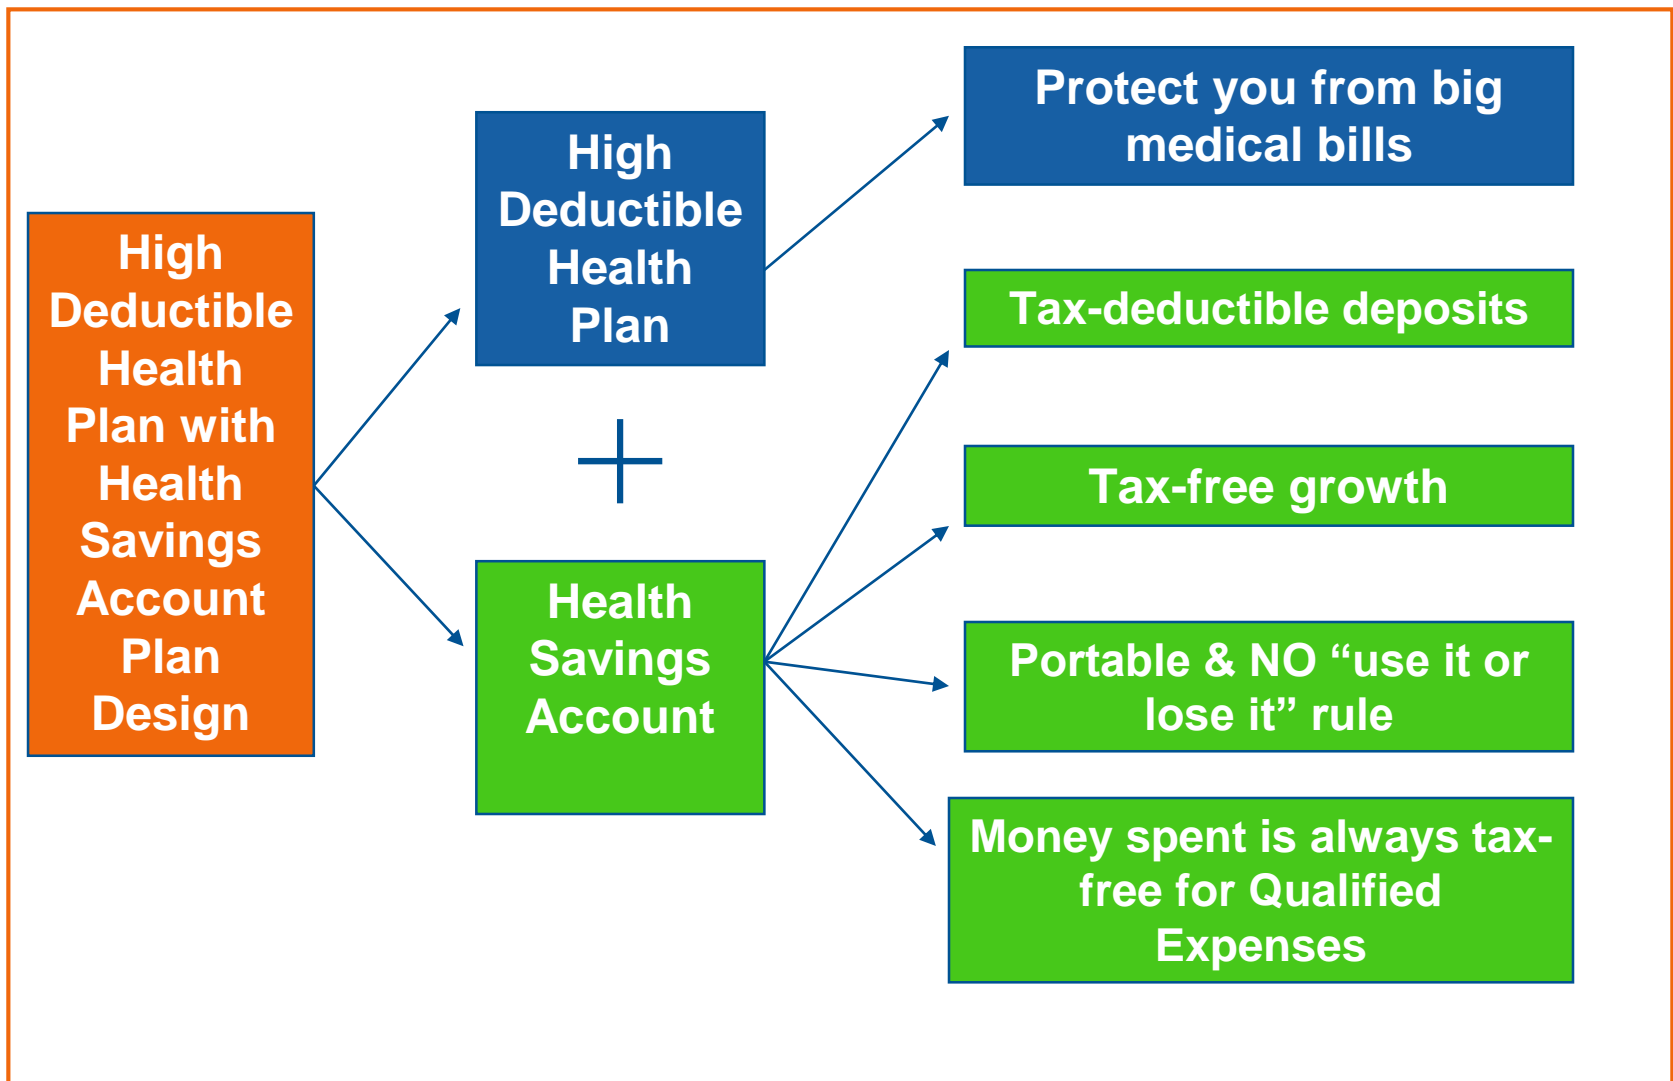 High
Deductible
Health
Plan with
Health
Savings
Account
Plan
Design
High
Deductible
Health
Plan
Health
Savings
Account
Protect you from big
medical bills
Tax-deductible deposits
Tax-free growth
Portable & NO “use it or
lose it” rule
Money spent is always tax-
free for Qualified
Expenses